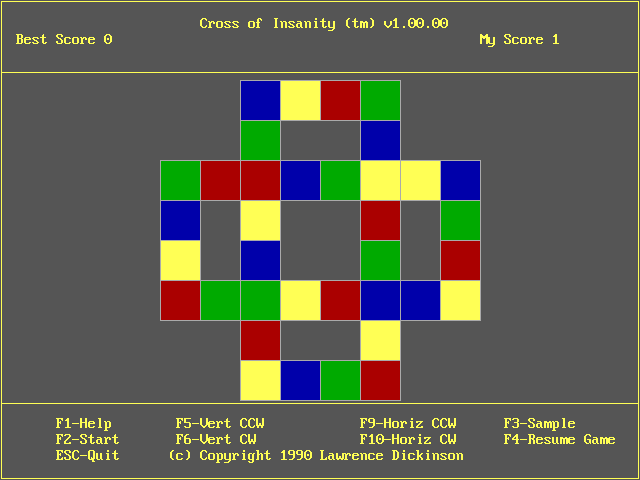 Cross of Insanity (tm) v1.00.00
Best Score 0 My Score 1
F1-Help F5-Vert CCW F9-Horiz CCW F3-Sample
F2-Start F6-Vert CW F10-Horiz CW F4-Resume Game
ESC-Quit (c) Copyright 1990 Lawrence Dickinson